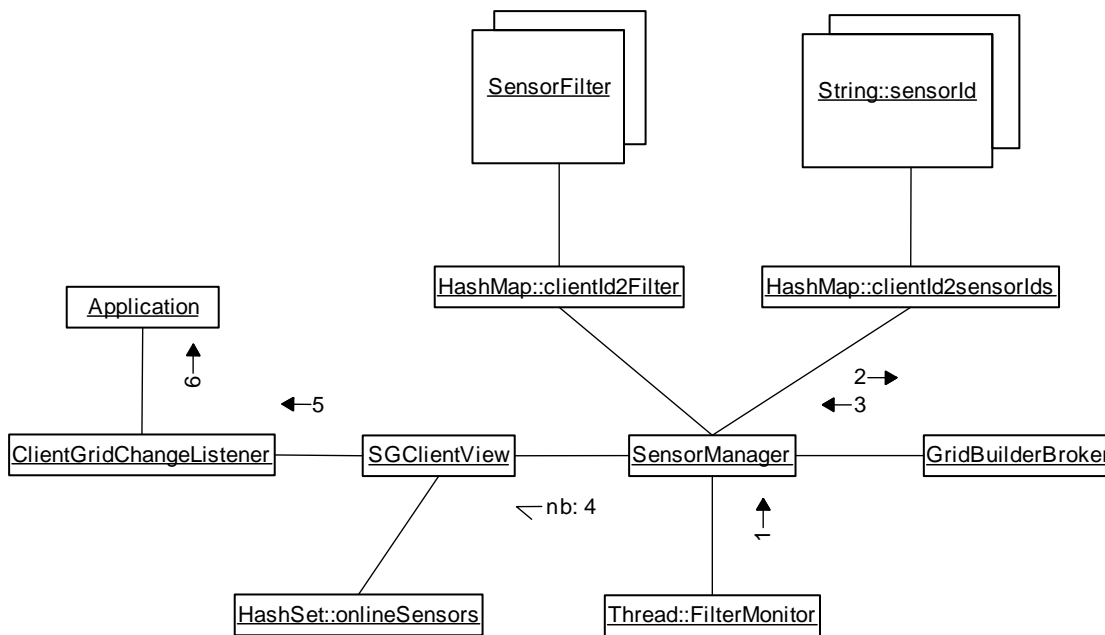 SensorFilter
String::sensorId
HashMap::clientId2Filter
HashMap::clientId2sensorIds
Application
6
2
5
3
ClientGridChangeListener
SGClientView
SensorManager
GridBuilderBroker
nb: 4
1
HashSet::onlineSensors
Thread::FilterMonitor